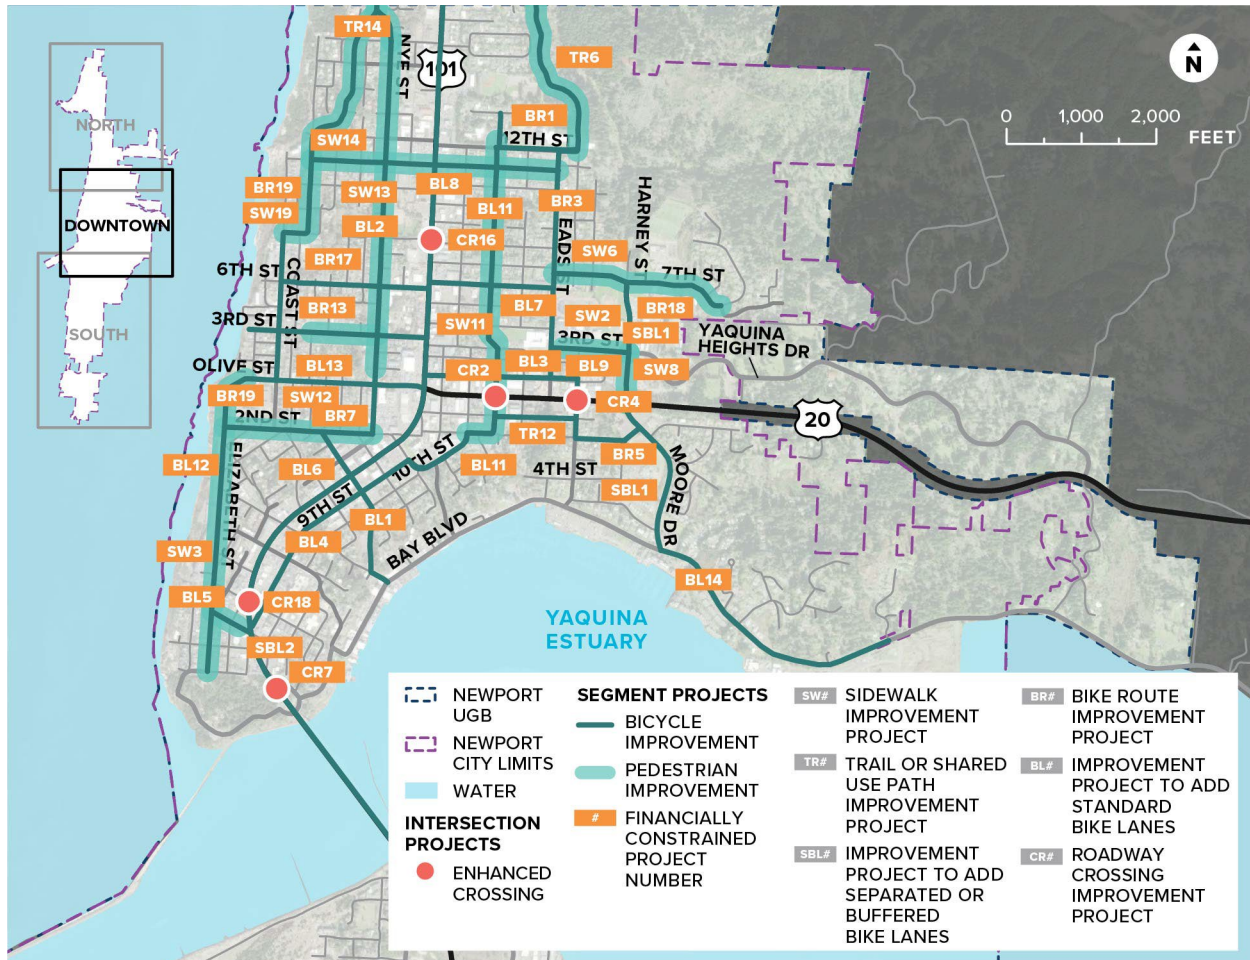 TR14
NYE ST
101
TR6
N
NORTH
BR1
12TH ST
0 1,000 2,000
FEET
SW14
BR19
SW13
BL8
HARNEY ST
SW19
BL11
BR3
DOWNTOWN
BL2
CR16
EADS ST
SW6
6TH ST
BR17
7TH ST
COAST ST
BR13
BL7
BR18
3RD ST
SW11
SW2
SBL1
SOUTH
3RD ST
YAQUINA
HEIGHTS DR
OLIVE ST
BL13
CR2
BL3
BL9
SW8
BR19
SW12
CR4
2ND ST
BR7
20
TR12
BL12
ELIZABETH ST
BL6
10TH ST
BL11
4TH ST
BR5
MOORE DR
9TH ST
SBL1
BL1
BL4
BAY BLVD
SW3
BL14
BL5
CR18
YAQUINA
ESTUARY
SBL2
CR7
NEWPORT
UGB
NEWPORT
CITY LIMITS
WATER
INTERSECTION
PROJECTS
ENHANCED
CROSSING
SEGMENT PROJECTS
BICYCLE
IMPROVEMENT
PEDESTRIAN
IMPROVEMENT
# FINANCIALLY
CONSTRAINED
PROJECT
NUMBER
SW# SIDEWALK
IMPROVEMENT
PROJECT
TR# TRAIL OR SHARED
USE PATH
IMPROVEMENT
PROJECT
SBL# IMPROVEMENT
PROJECT TO ADD
SEPARATED OR
BUFFERED
BIKE LANES
BR# BIKE ROUTE
IMPROVEMENT
PROJECT
BL# IMPROVEMENT
PROJECT TO ADD
STANDARD
BIKE LANES
CR# ROADWAY
CROSSING
IMPROVEMENT
PROJECT